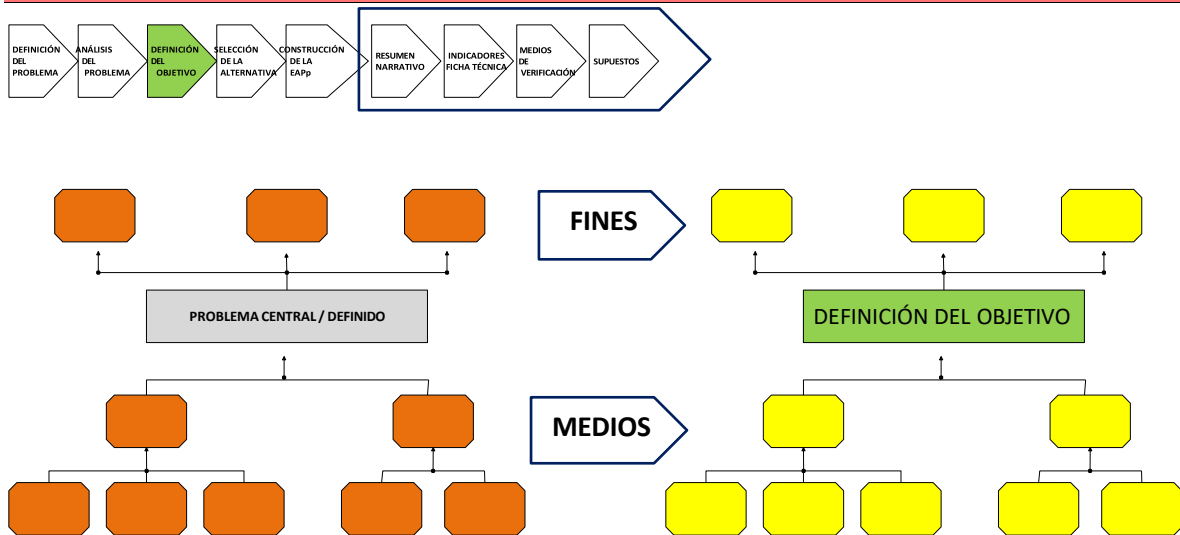 DEFINICIÓN
DEL
PROBLEMA
ANÁLISIS
DEL
PROBLEMA
DEFINICIÓN
DEL
OBJETIVO
SELECCIÓN
DE LA
ALTERNATIVA
CONSTRUCCIÓN
DE LA
EAPp
RESUMEN
NARRATIVO
INDICADORES
FICHA TÉCNICA
MEDIOS
DE
VERIFICACIÓN
SUPUESTOS
FINES
PROBLEMA CENTRAL / DEFINIDO
DEFINICIÓN DEL OBJETIVO
MEDIOS